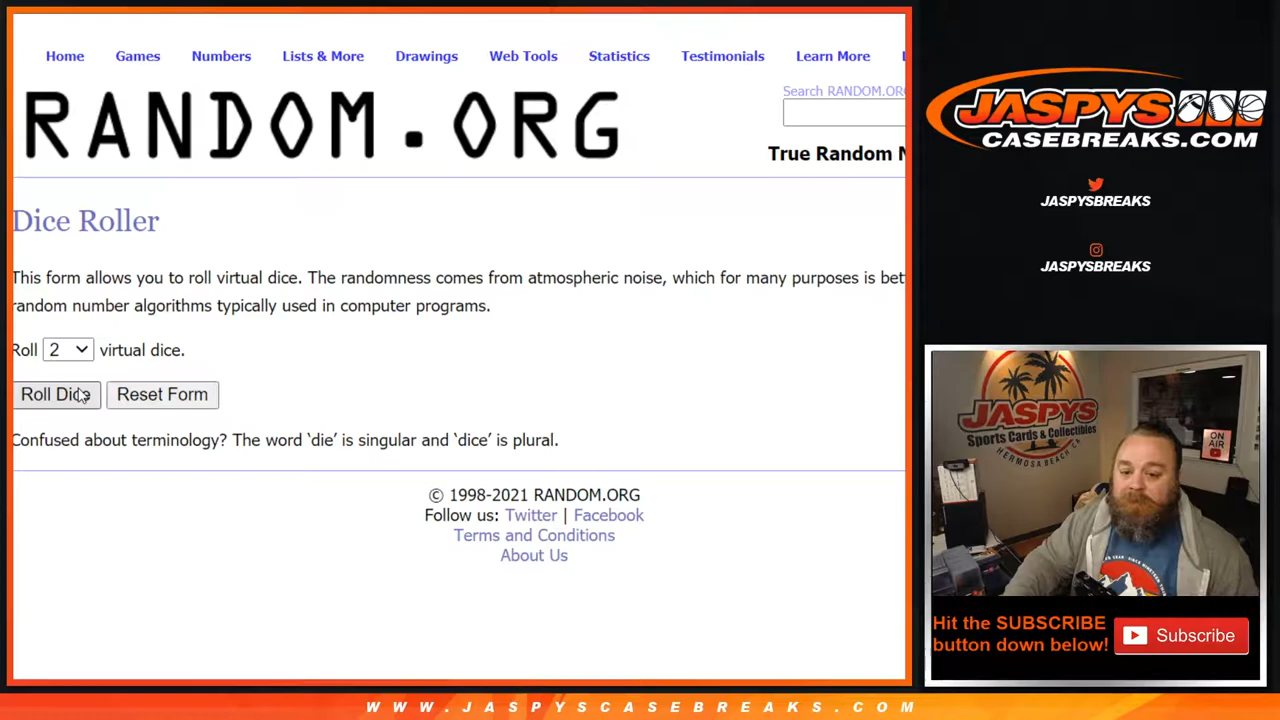 Home Games Numbers Lists & More Drawings Web Tools Statistics Testimonials Learn More
RANDOM.ORG
Search RANDOM.ORG
True Random N
Dice Roller
This form allows you to roll virtual dice. The randomness comes from atmospheric noise, which for many purposes is bet
random number algorithms typically used in computer programs.
Roll 2 virtual dice.
Roll Dice Reset Form
Confused about terminology? The word ‘die’ is singular and ‘dice’ is plural.
© 1998-2021 RANDOM.ORG
Follow us: Twitter | Facebook
Terms and Conditions
About Us
JASPYS
CASEBREAKS.COM
JASPYSBREAKS
JASPYSBREAKS
JASPYS
Sports Cards & Collectibles
HERMOSA BEACH CA
ON
AIR
Hit the SUBSCRIBE
button down below!
Subscribe
WWW.JASPYSCASEBREAKS.COM